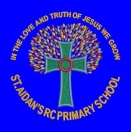 IN THE LOVE AND TRUTH OF JESUS WE GROW
ST. AIDAN'S RC PRIMARY SCHOOL